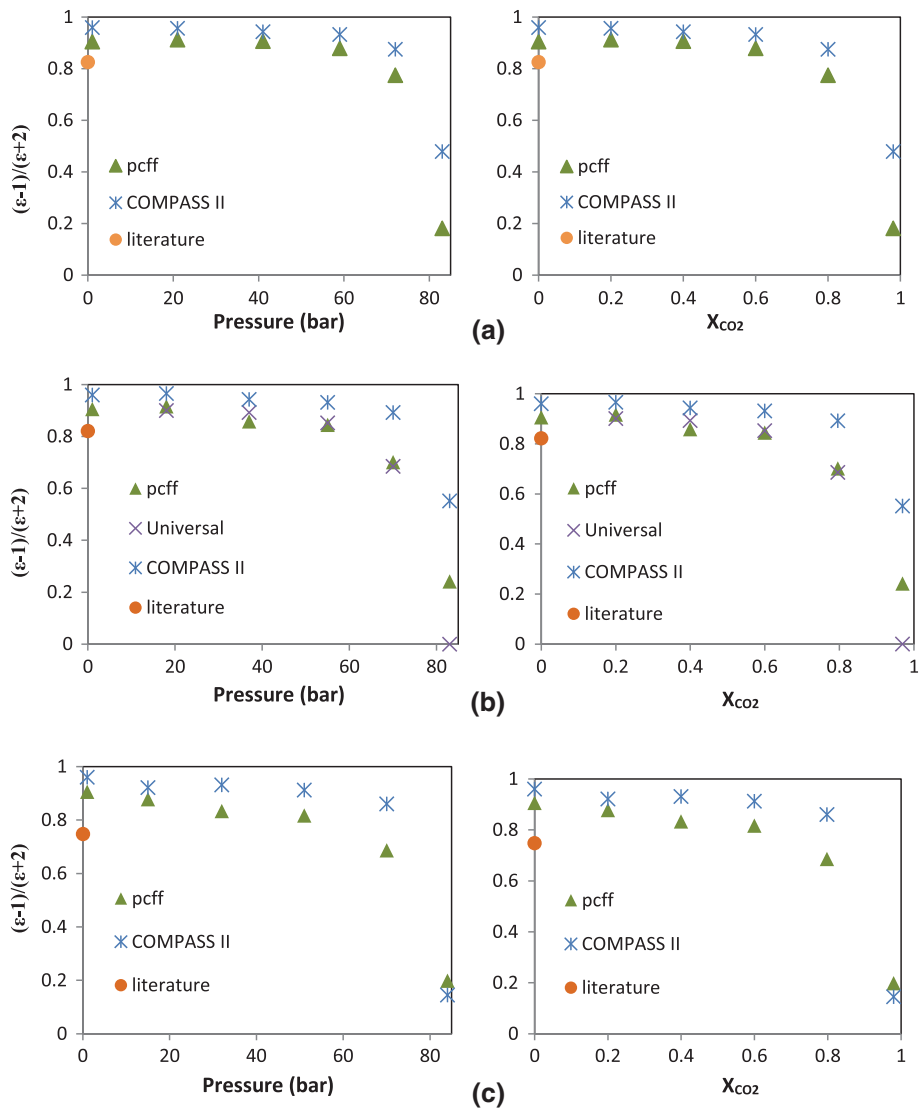 1
0.8
0.6
0.4
0.2
0
(ε-1)/(ε+2)
pcff
COMPASS II
literature
0 20 40 60 80
Pressure (bar)
1
0.8
0.6
0.4
0.2
0
pcff
COMPASS II
literature
0 0.2 0.4 0.6 0.8 1
XCO2
(a)
1
0.8
0.6
0.4
0.2
0
(ε-1)/(ε+2)
pcff
Universal
COMPASS II
literature
0 20 40 60 80
Pressure (bar)
1
0.8
0.6
0.4
0.2
0
pcff
Universal
COMPASS II
literature
0 0.2 0.4 0.6 0.8 1
XCO2
(b)
1
0.8
0.6
0.4
0.2
0
(ε-1)/(ε+2)
pcff
COMPASS II
literature
0 20 40 60 80
Pressure (bar)
1
0.8
0.6
0.4
0.2
0
pcff
COMPASS II
literature
0 0.2 0.4 0.6 0.8 1
XCO2
(c)